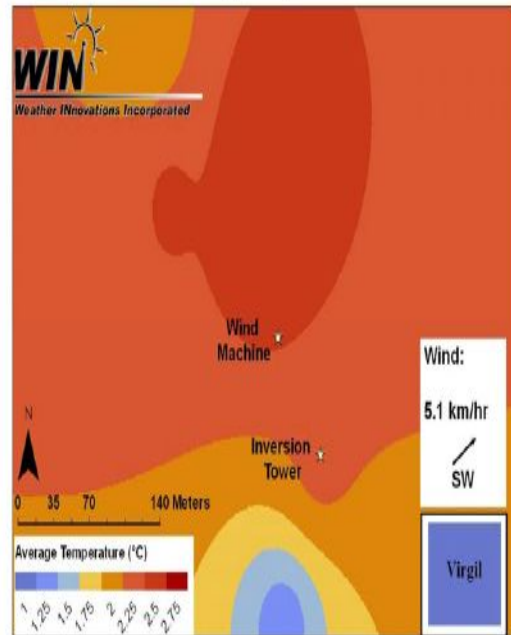 WIN
Weather INnovations Incorporated
Wind
Machine
Wind:
5.1 km/hr
SW
N
Inversion
Tower
0 35 70 140 Meters
Average Temperature (°C)
1 1.25 1.5 1.75 2 2.25 2.5 2.75
Virgil